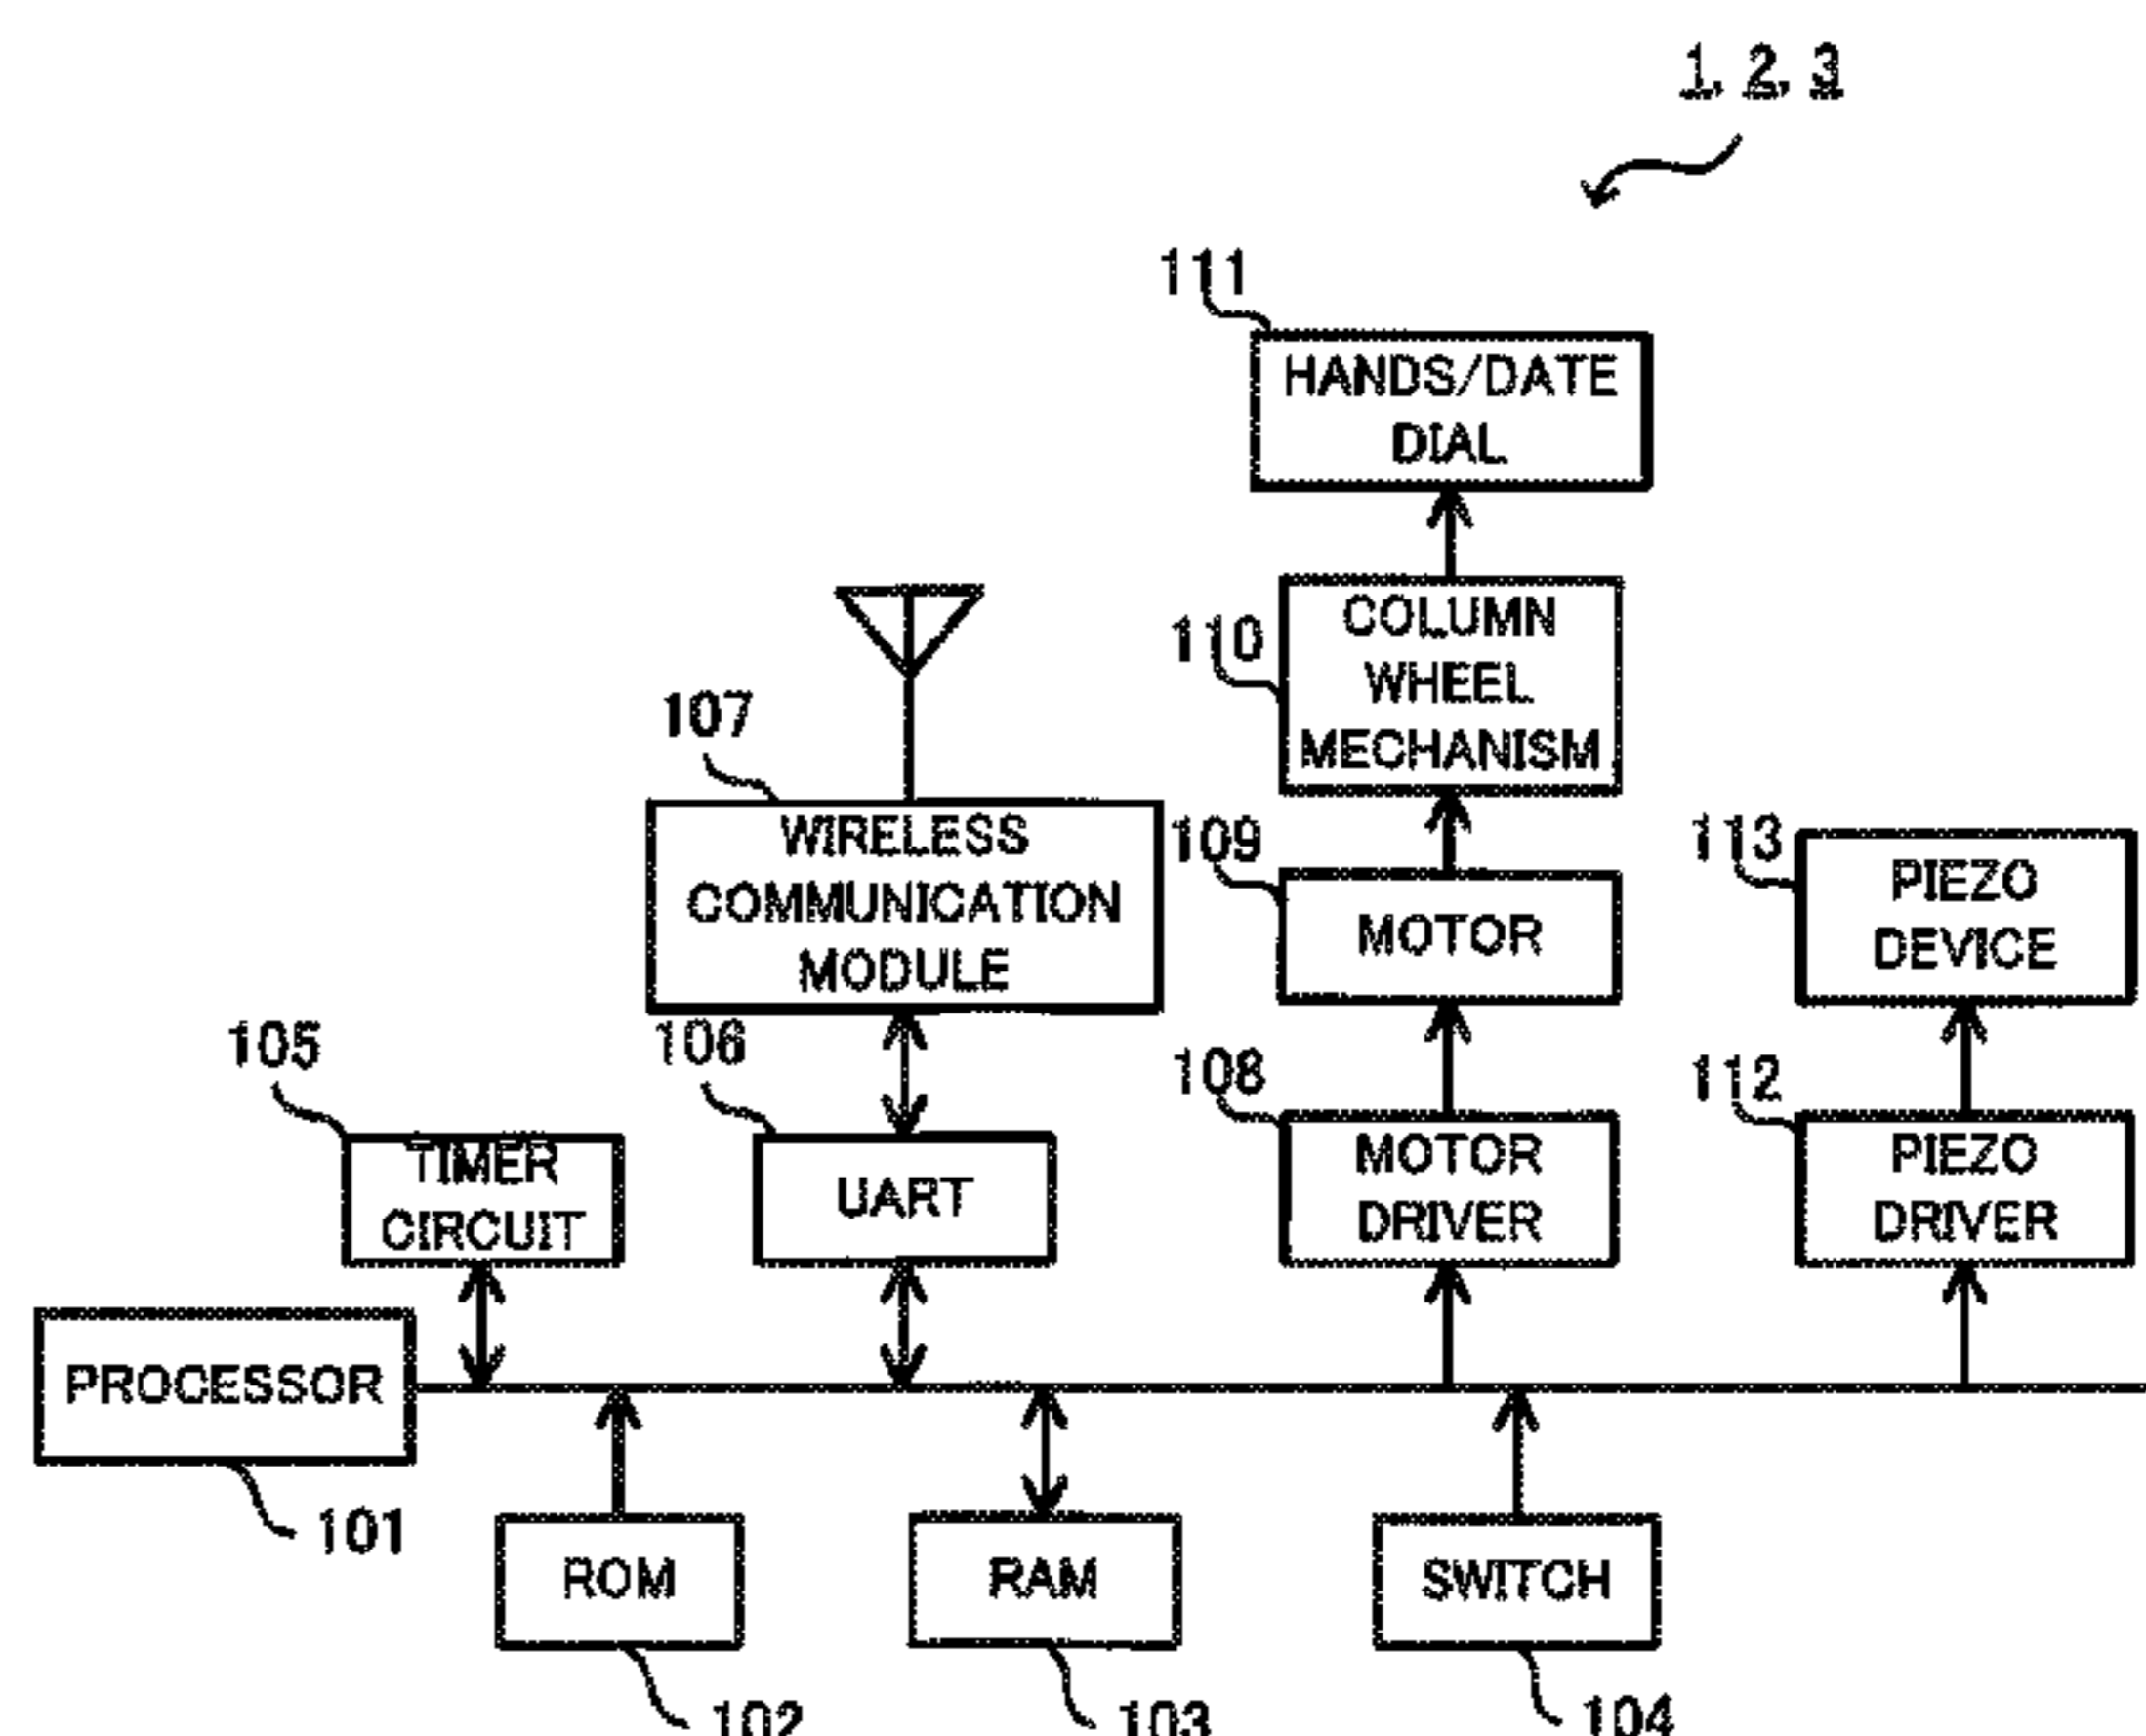 1, 2, 3
111
HANDS/DATE
DIAL
110
COLUMN
WHEEL
MECHANISM
107
WIRELESS
COMMUNICATION
MODULE
109
MOTOR
113
PIEZO
DEVICE
105
TIMER
CIRCUIT
106
UART
108
MOTOR
DRIVER
112
PIEZO
DRIVER
PROCESSOR
101
ROM
102
RAM
103
SWITCH
104